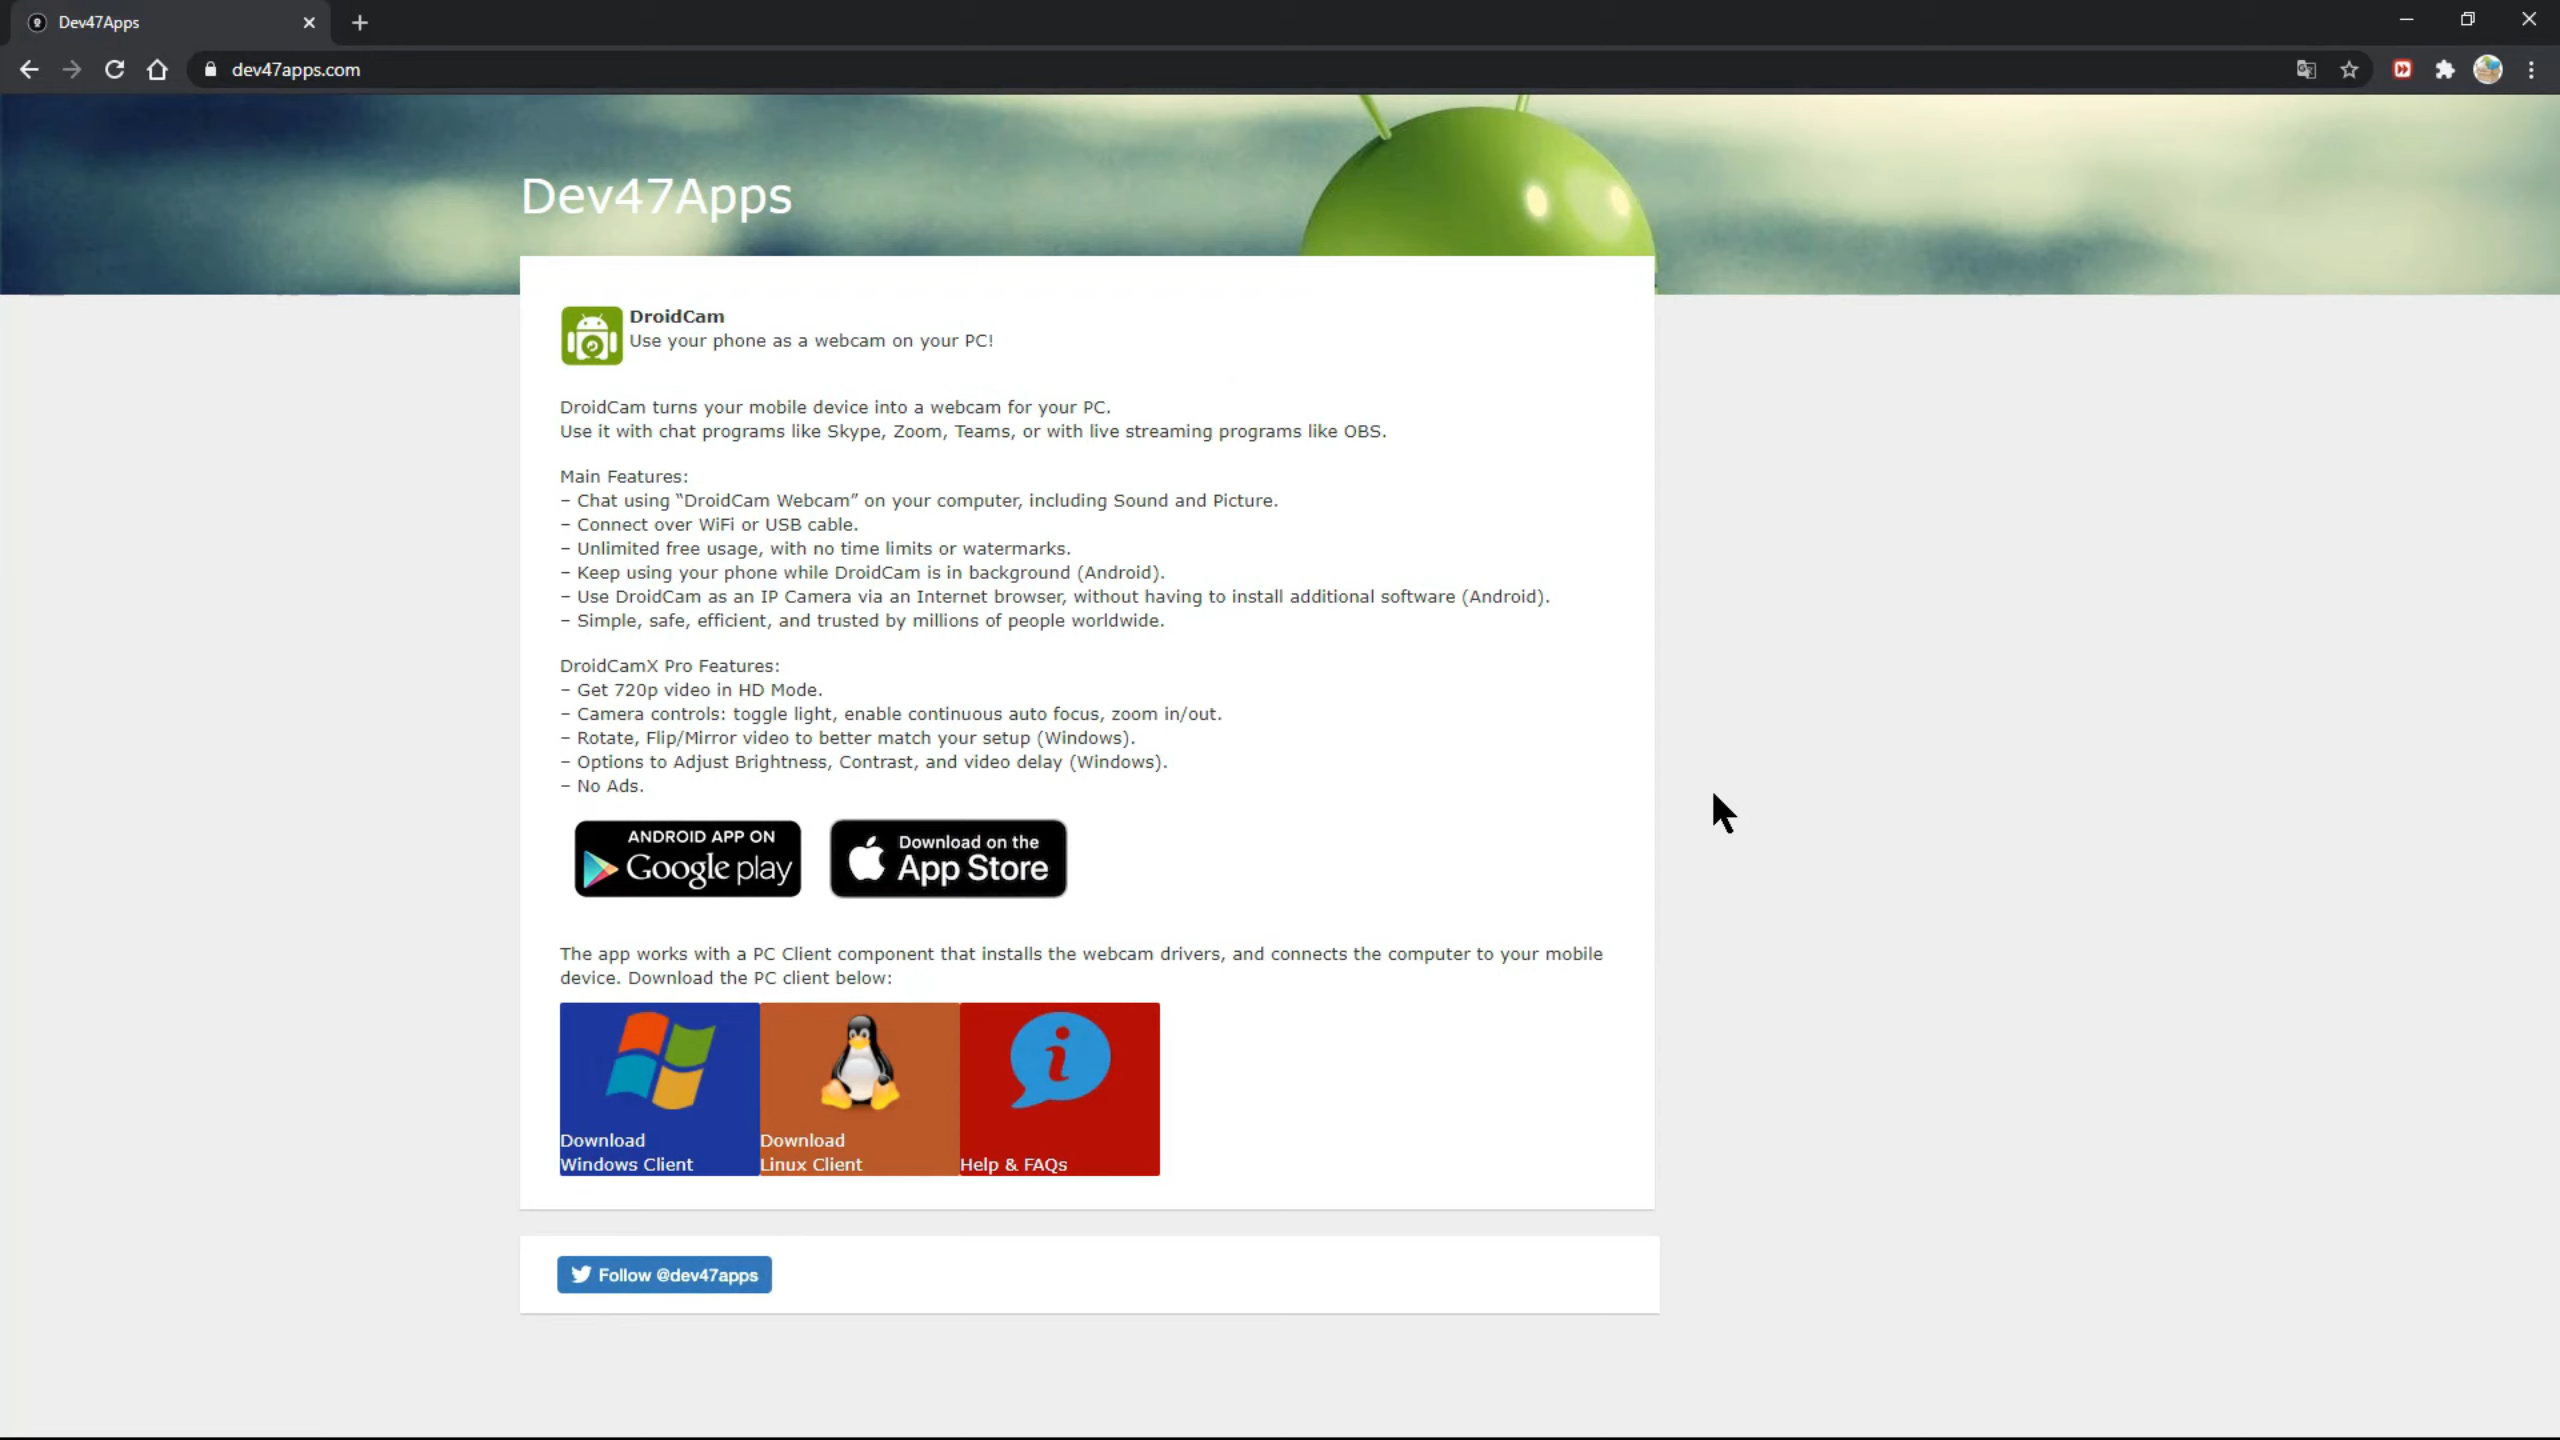 Dev47Apps
dev47apps.com
Dev47Apps
DroidCam
Use your phone as a webcam on your PC!
DroidCam turns your mobile device into a webcam for your PC.
Use it with chat programs like Skype, Zoom, Teams, or with live streaming programs like OBS.
Main Features:
– Chat using “DroidCam Webcam” on your computer, including Sound and Picture.
– Connect over WiFi or USB cable.
– Unlimited free usage, with no time limits or watermarks.
– Keep using your phone while DroidCam is in background (Android).
– Use DroidCam as an IP Camera via an Internet browser, without having to install additional software (Android).
– Simple, safe, efficient, and trusted by millions of people worldwide.
DroidCamX Pro Features:
– Get 720p video in HD Mode.
– Camera controls: toggle light, enable continuous auto focus, zoom in/out.
– Rotate, Flip/Mirror video to better match your setup (Windows).
– Options to Adjust Brightness, Contrast, and video delay (Windows).
– No Ads.
ANDROID APP ON
Google play
Download on the
App Store
The app works with a PC Client component that installs the webcam drivers, and connects the computer to your mobile
device. Download the PC client below:
Download
Windows Client
Download
Linux Client
Help & FAQs
Follow @dev47apps